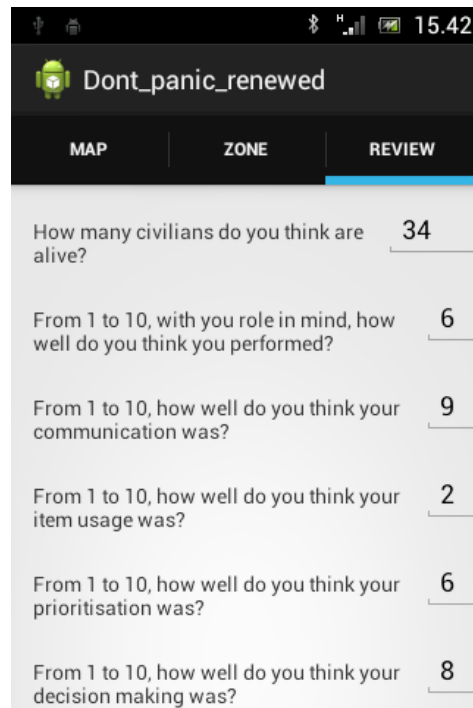 H 15.42
Dont_panic_renewed
MAP ZONE REVIEW
How many civilians do you think are 34
alive?
From 1 to 10, with you role in mind, how 6
well do you think you performed?
From 1 to 10, how well do you think your 9
communication was?
From 1 to 10, how well do you think your 2
item usage was?
From 1 to 10, how well do you think your 6
prioritisation was?
From 1 to 10, how well do you think your 8
decision making was?